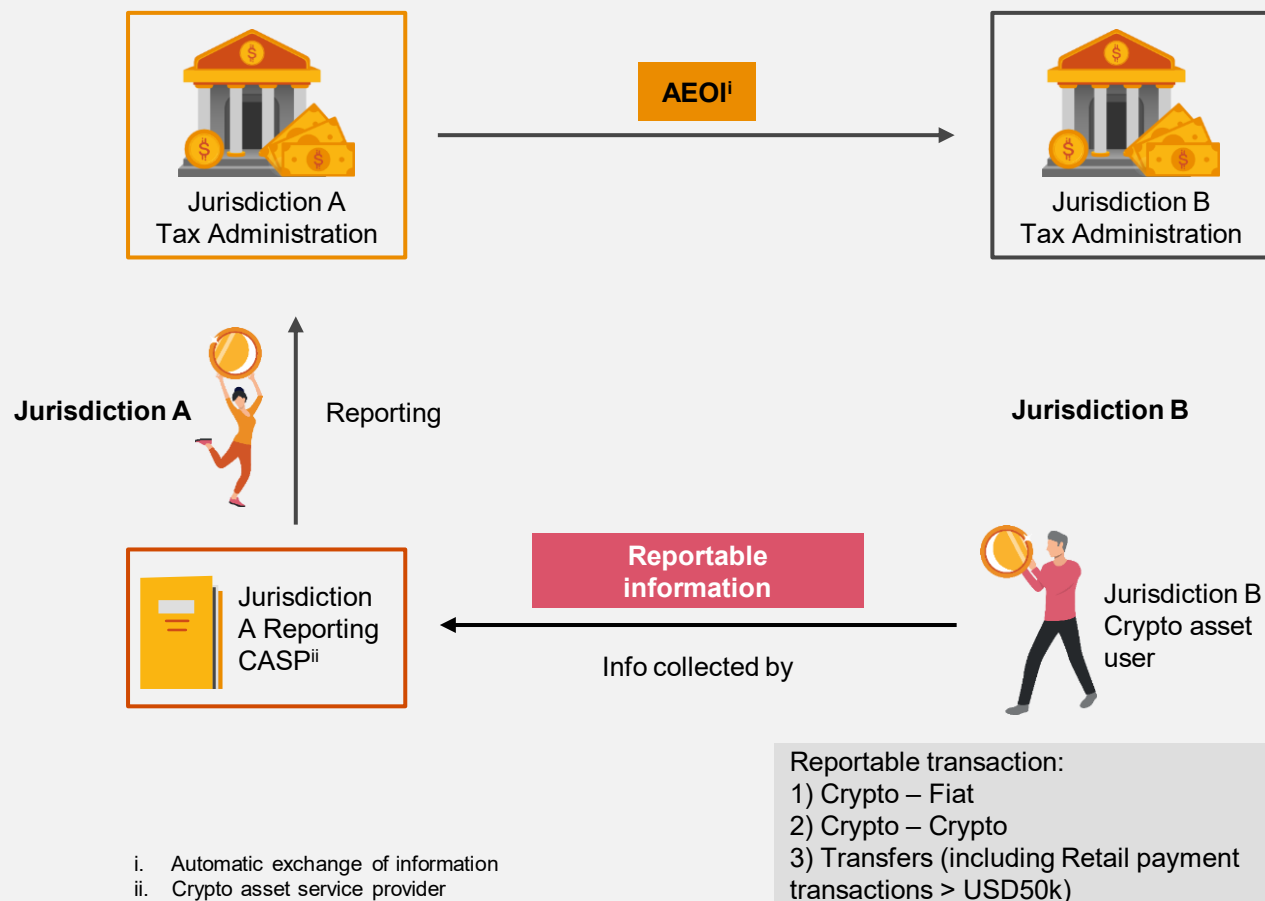 AEOIi
Jurisdiction A
Tax Administration
Jurisdiction B
Tax Administration
Jurisdiction A
Reporting
Jurisdiction B
Jurisdiction
A Reporting
CASPii
Reportable
information
Info collected by
Jurisdiction B
Crypto asset
user
Reportable transaction:
1) Crypto – Fiat
2) Crypto – Crypto
3) Transfers (including Retail payment
transactions > USD50k)
i. Automatic exchange of information
ii. Crypto asset service provider